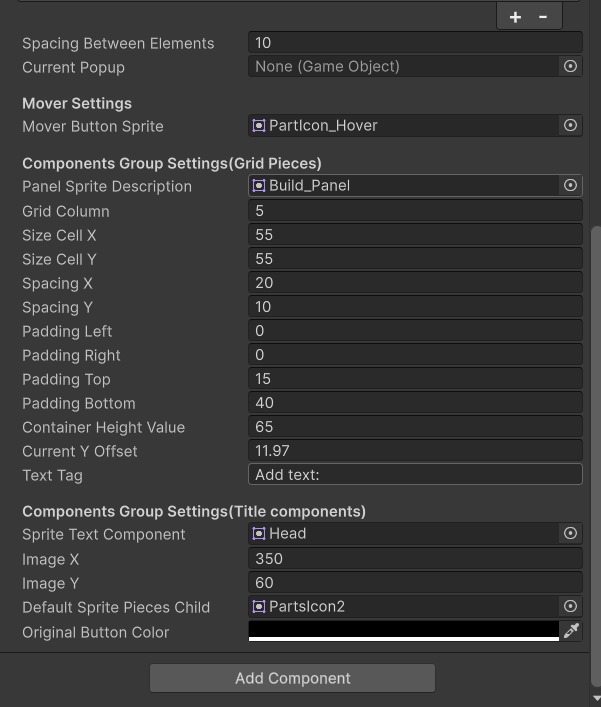 + -
Spacing Between Elements 10
Current Popup None (Game Object)
Mover Settings
Mover Button Sprite PartIcon_Hover
Components Group Settings(Grid Pieces)
Panel Sprite Description Build_Panel
Grid Column 5
Size Cell X 55
Size Cell Y 55
Spacing X 20
Spacing Y 10
Padding Left 0
Padding Right 0
Padding Top 15
Padding Bottom 40
Container Height Value 65
Current Y Offset 11.97
Text Tag Add text:
Components Group Settings(Title components)
Sprite Text Component Head
Image X 350
Image Y 60
Default Sprite Pieces Child PartsIcon2
Original Button Color
Add Component